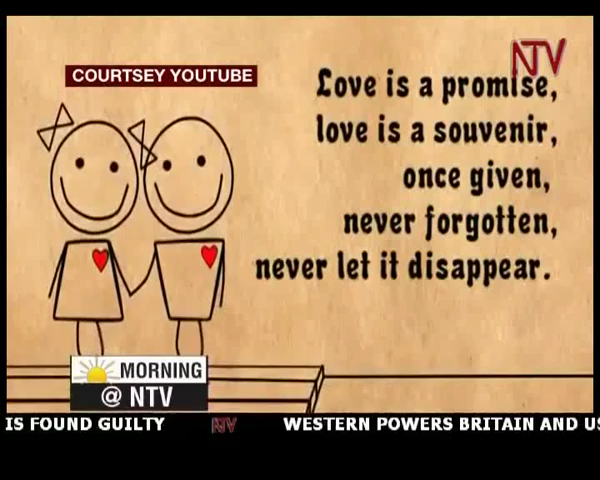 NTV
COURTSEY YOUTUBE
Love is a promise,
love is a souvenir,
once given,
never forgotten,
never let it disappear.
MORNING
@ NTV
IS FOUND GUILTY NTV WESTERN POWERS BRITAIN AND US